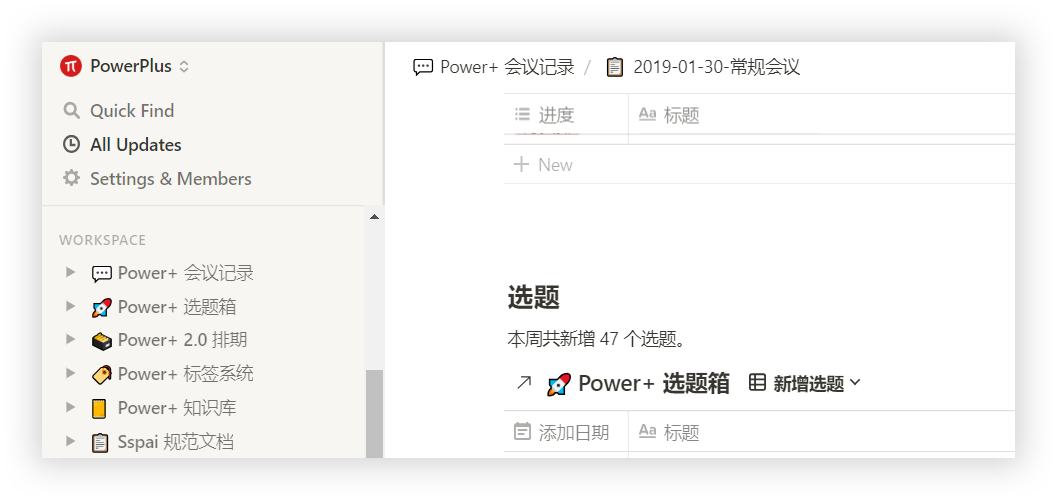 PowerPlus
Quick Find
All Updates
Settings & Members
WORKSPACE
Power+ 会议记录
Power+ 选题箱
Power+ 2.0 排期
Power+ 标签系统
Power+ 知识库
Sspai 规范文档
Power+ 会议记录 / 2019-01-30-常规会议
进度 Aa 标题
+ New
选题
本周共新增 47 个选题。
Power+ 选题箱 新增选题
添加日期 Aa 标题